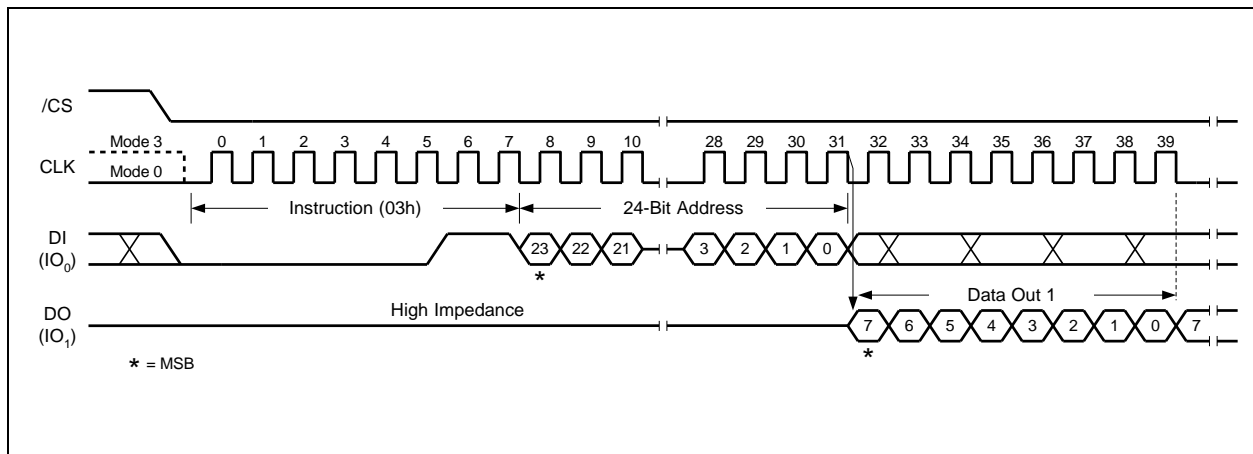 /CS
Mode 3
0 1 2 3 4 5 6 7 8 9 10 28 29 30 31 32 33 34 35 36 37 38 39
CLK
Mode 0
Instruction (03h)
24-Bit Address
DI
(IO0)
23 22 21 3 2 1 0
*
Data Out 1
High Impedance
DO
(IO1)
7 6 5 4 3 2 1 0 7
*
* = MSB